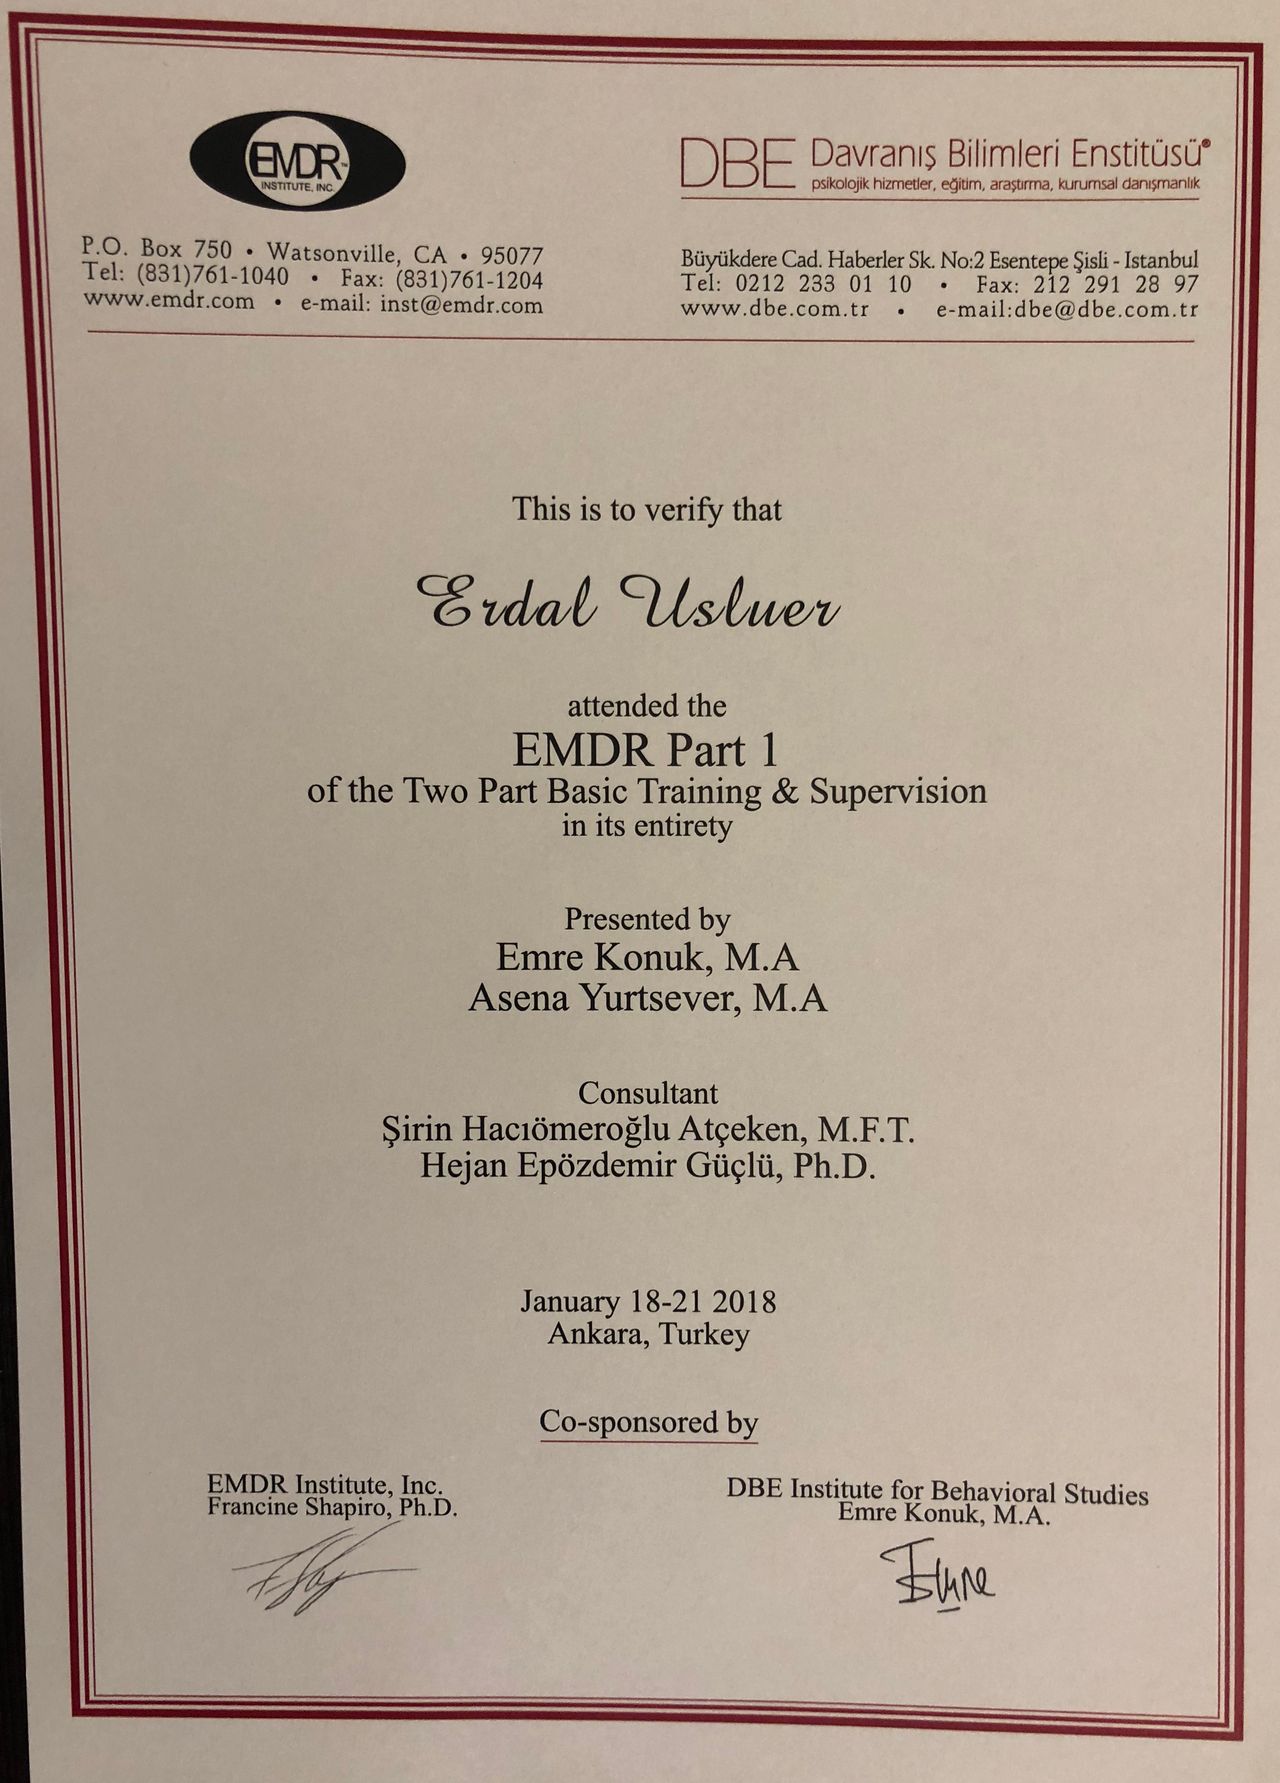 EMDR™
INSTITUTE, INC.
P.O. Box 750 • Watsonville, CA • 95077
Tel: (831)761-1040 • Fax: (831)761-1204
www.emdr.com • e-mail: inst@emdr.com
DBE Davranış Bilimleri Enstitüsü®
psikolojik hizmetler, eğitim, araştırma, kurumsal danışmanlık
Büyükdere Cad. Haberler Sk. No:2 Esentepe Şisli - Istanbul
Tel: 0212 233 01 10 • Fax: 212 291 28 97
www.dbe.com.tr • e-mail:dbe@dbe.com.tr
This is to verify that
Erdal Usluer
attended the
EMDR Part 1
of the Two Part Basic Training & Supervision
in its entirety
Presented by
Emre Konuk, M.A
Asena Yurtsever, M.A
Consultant
Şirin Hacıömeroğlu Atçeken, M.F.T.
Hejan Epözdemir Güçlü, Ph.D.
January 18-21 2018
Ankara, Turkey
Co-sponsored by
EMDR Institute, Inc.
Francine Shapiro, Ph.D.
DBE Institute for Behavioral Studies
Emre Konuk, M.A.